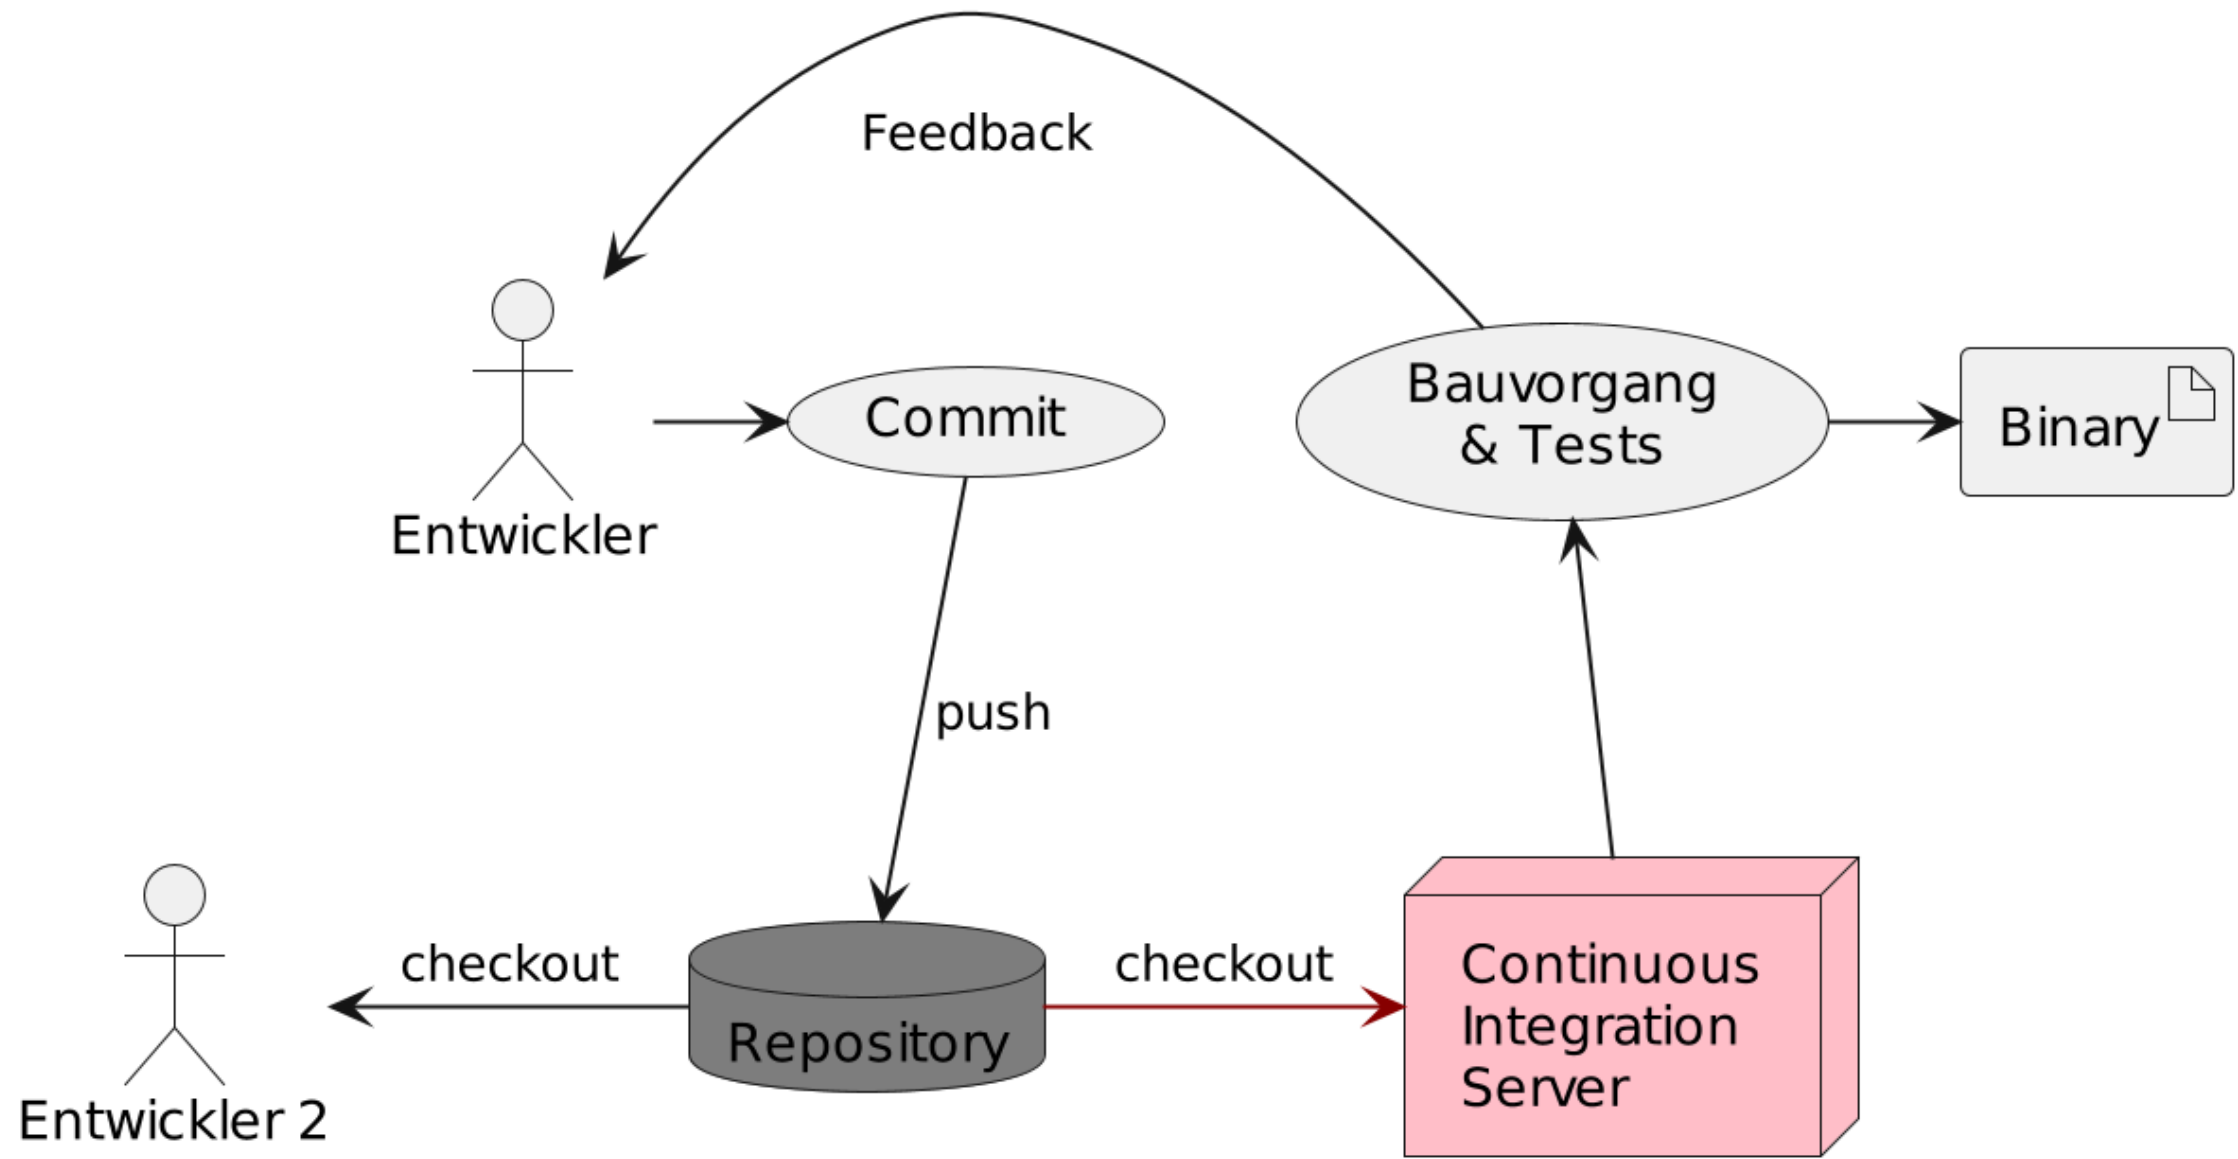 Feedback
Entwickler
Commit
Bauvorgang
& Tests
Binary
push
Entwickler 2
checkout
Repository
checkout
Continuous
Integration
Server